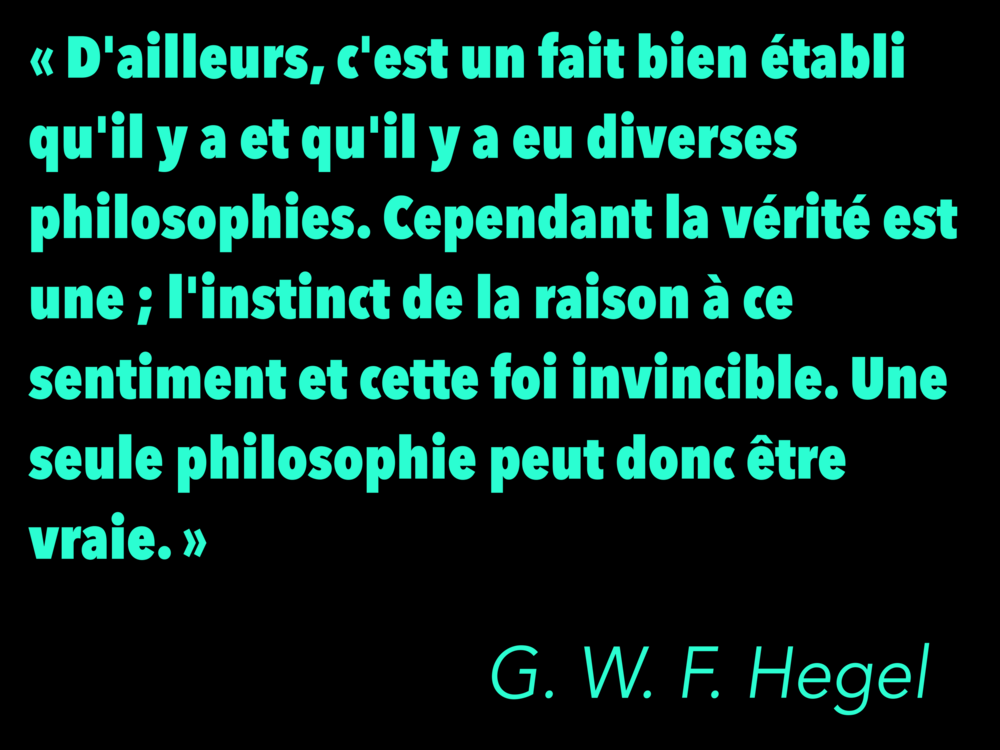 « D'ailleurs, c'est un fait bien établi
qu'il y a et qu'il y a eu diverses
philosophies. Cependant la vérité est
une ; l'instinct de la raison à ce
sentiment et cette foi invincible. Une
seule philosophie peut donc être
vraie. »
G. W. F. Hegel